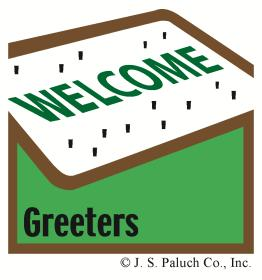 WELCOME
Greeters
© J. S. Paluch Co., Inc.